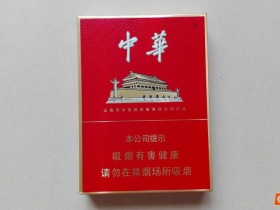 中華
本公司提示
吸烟有害健康
请勿在禁烟场所吸烟